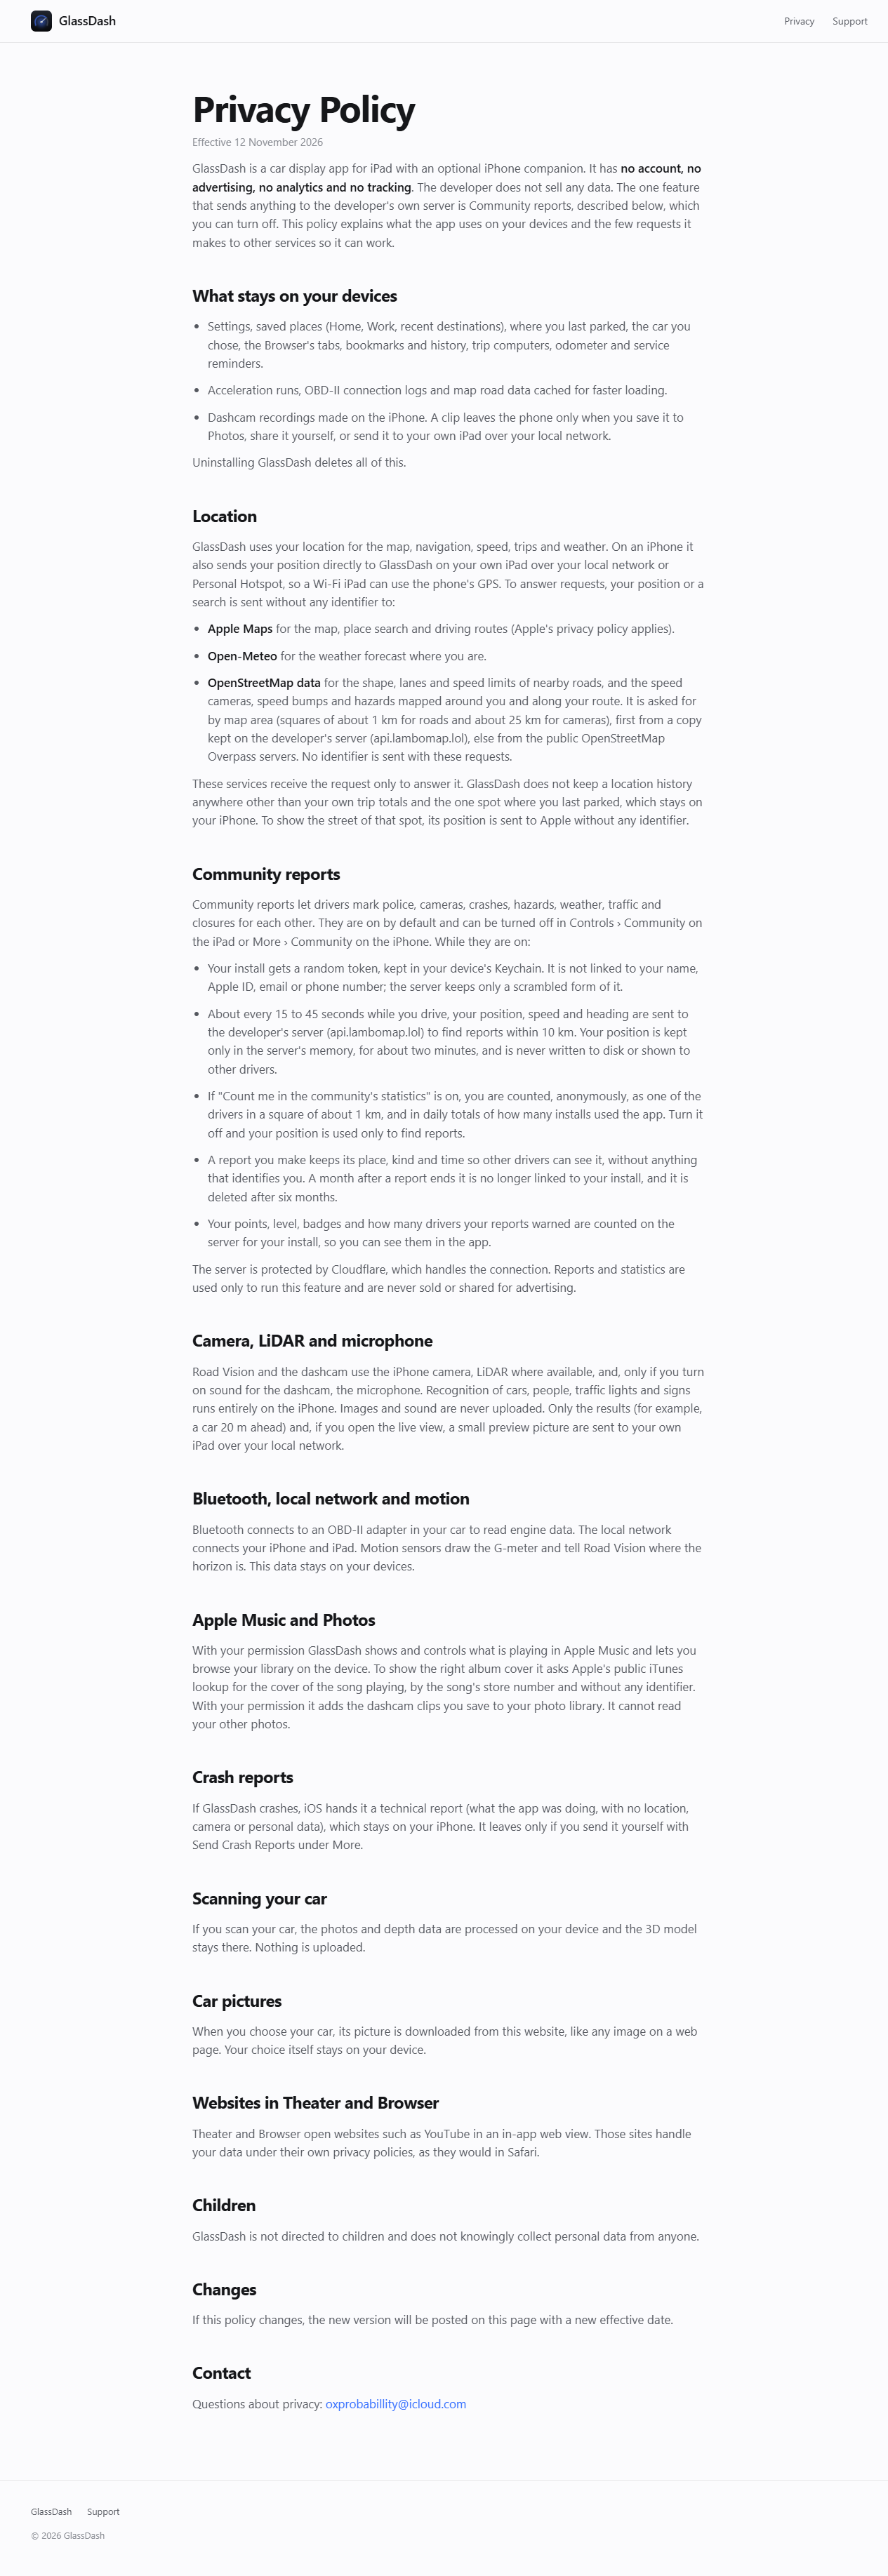 GlassDash
Privacy Support
Privacy Policy
Effective 12 November 2026
GlassDash is a car display app for iPad with an optional iPhone companion. It has no account, no
advertising, no analytics and no tracking. The developer does not sell any data. The one feature
that sends anything to the developer's own server is Community reports, described below, which
you can turn off. This policy explains what the app uses on your devices and the few requests it
makes to other services so it can work.
What stays on your devices
• Settings, saved places (Home, Work, recent destinations), where you last parked, the car you
chose, the Browser's tabs, bookmarks and history, trip computers, odometer and service
reminders.
• Acceleration runs, OBD-II connection logs and map road data cached for faster loading.
• Dashcam recordings made on the iPhone. A clip leaves the phone only when you save it to
Photos, share it yourself, or send it to your own iPad over your local network.
Uninstalling GlassDash deletes all of this.
Location
GlassDash uses your location for the map, navigation, speed, trips and weather. On an iPhone it
also sends your position directly to GlassDash on your own iPad over your local network or
Personal Hotspot, so a Wi-Fi iPad can use the phone's GPS. To answer requests, your position or a
search is sent without any identifier to:
• Apple Maps for the map, place search and driving routes (Apple's privacy policy applies).
• Open-Meteo for the weather forecast where you are.
• OpenStreetMap data for the shape, lanes and speed limits of nearby roads, and the speed
cameras, speed bumps and hazards mapped around you and along your route. It is asked for
by map area (squares of about 1 km for roads and about 25 km for cameras), first from a copy
kept on the developer's server (api.lambomap.lol), else from the public OpenStreetMap
Overpass servers. No identifier is sent with these requests.
These services receive the request only to answer it. GlassDash does not keep a location history
anywhere other than your own trip totals and the one spot where you last parked, which stays on
your iPhone. To show the street of that spot, its position is sent to Apple without any identifier.
Community reports
Community reports let drivers mark police, cameras, crashes, hazards, weather, traffic and
closures for each other. They are on by default and can be turned off in Controls › Community on
the iPad or More › Community on the iPhone. While they are on:
• Your install gets a random token, kept in your device's Keychain. It is not linked to your name,
Apple ID, email or phone number; the server keeps only a scrambled form of it.
• About every 15 to 45 seconds while you drive, your position, speed and heading are sent to
the developer's server (api.lambomap.lol) to find reports within 10 km. Your position is kept
only in the server's memory, for about two minutes, and is never written to disk or shown to
other drivers.
• If "Count me in the community's statistics" is on, you are counted, anonymously, as one of the
drivers in a square of about 1 km, and in daily totals of how many installs used the app. Turn it
off and your position is used only to find reports.
• A report you make keeps its place, kind and time so other drivers can see it, without anything
that identifies you. A month after a report ends it is no longer linked to your install, and it is
deleted after six months.
• Your points, level, badges and how many drivers your reports warned are counted on the
server for your install, so you can see them in the app.
The server is protected by Cloudflare, which handles the connection. Reports and statistics are
used only to run this feature and are never sold or shared for advertising.
Camera, LiDAR and microphone
Road Vision and the dashcam use the iPhone camera, LiDAR where available, and, only if you turn
on sound for the dashcam, the microphone. Recognition of cars, people, traffic lights and signs
runs entirely on the iPhone. Images and sound are never uploaded. Only the results (for example,
a car 20 m ahead) and, if you open the live view, a small preview picture are sent to your own
iPad over your local network.
Bluetooth, local network and motion
Bluetooth connects to an OBD-II adapter in your car to read engine data. The local network
connects your iPhone and iPad. Motion sensors draw the G-meter and tell Road Vision where the
horizon is. This data stays on your devices.
Apple Music and Photos
With your permission GlassDash shows and controls what is playing in Apple Music and lets you
browse your library on the device. To show the right album cover it asks Apple's public iTunes
lookup for the cover of the song playing, by the song's store number and without any identifier.
With your permission it adds the dashcam clips you save to your photo library. It cannot read
your other photos.
Crash reports
If GlassDash crashes, iOS hands it a technical report (what the app was doing, with no location,
camera or personal data), which stays on your iPhone. It leaves only if you send it yourself with
Send Crash Reports under More.
Scanning your car
If you scan your car, the photos and depth data are processed on your device and the 3D model
stays there. Nothing is uploaded.
Car pictures
When you choose your car, its picture is downloaded from this website, like any image on a web
page. Your choice itself stays on your device.
Websites in Theater and Browser
Theater and Browser open websites such as YouTube in an in-app web view. Those sites handle
your data under their own privacy policies, as they would in Safari.
Children
GlassDash is not directed to children and does not knowingly collect personal data from anyone.
Changes
If this policy changes, the new version will be posted on this page with a new effective date.
Contact
Questions about privacy: oxprobabillity@icloud.com
GlassDash Support
© 2026 GlassDash